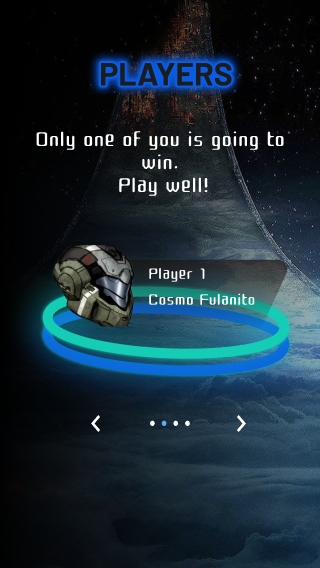 PLAYERS
Only one of you is going to
win.
Play well!
Player 1
Cosmo Fulanito